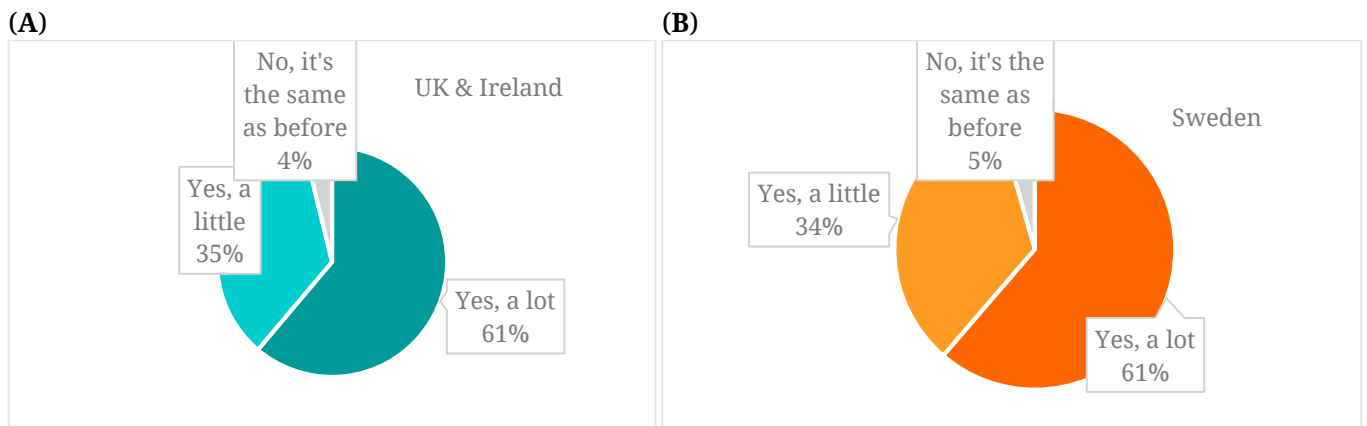 (A)
No, it's
the same
as before
4%
UK & Ireland
Yes, a
little
35%
Yes, a lot
61%
(B)
No, it's the
same as
before
5%
Sweden
Yes, a little
34%
Yes, a lot
61%